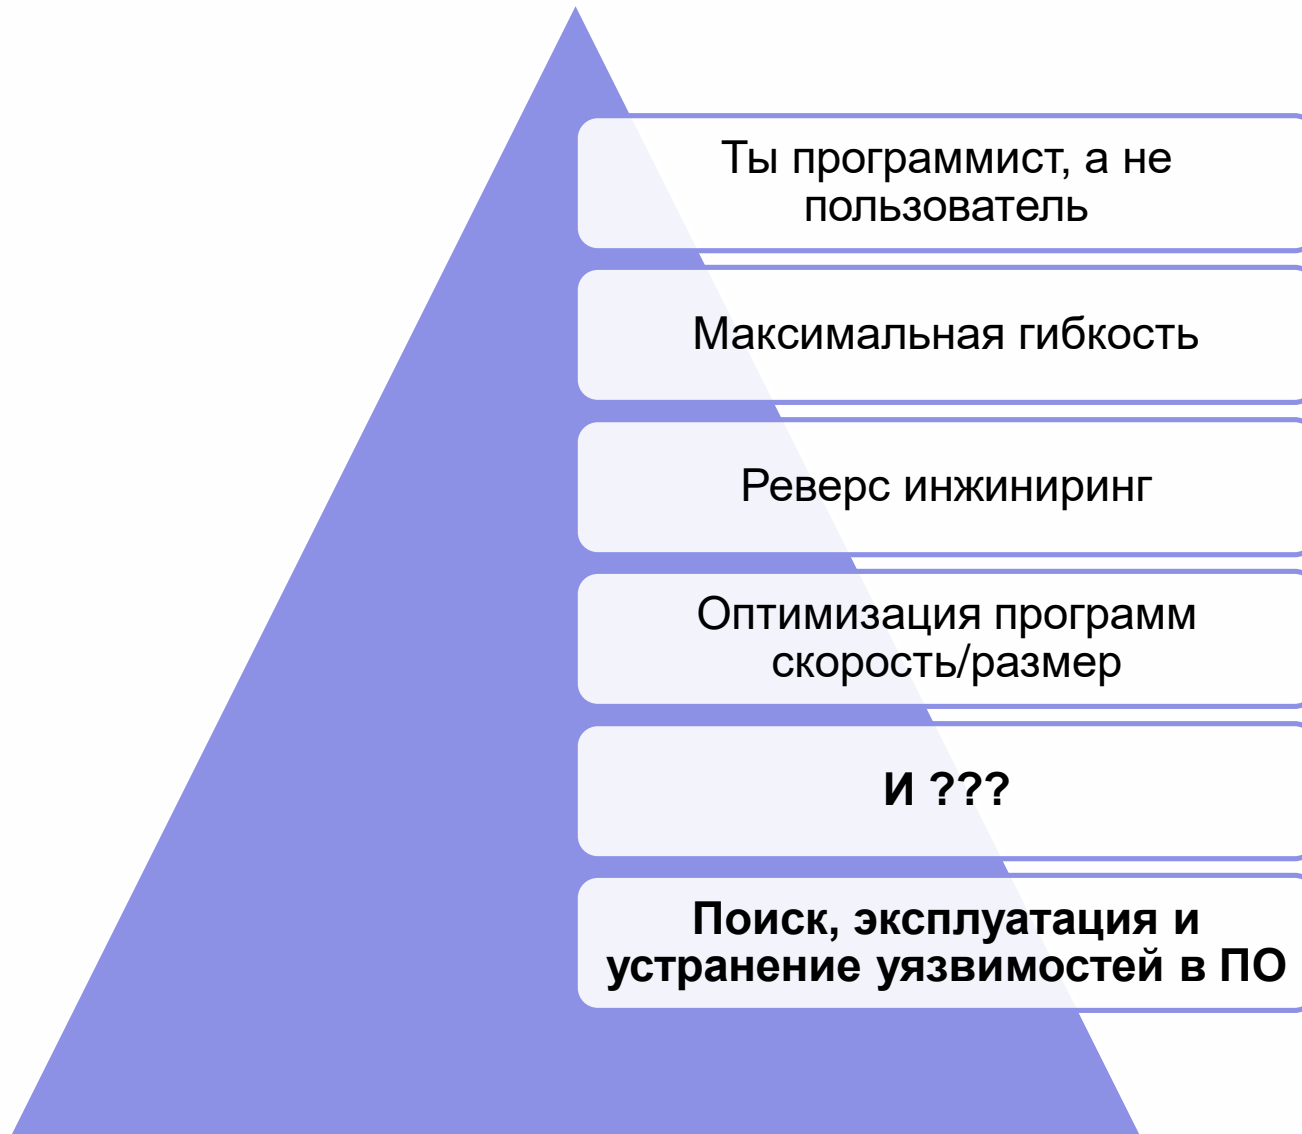 Ты программист, а не
пользователь
Максимальная гибкость
Реверс инжиниринг
Оптимизация программ
скорость/размер
И ???
Поиск, эксплуатация и
устранение уязвимостей в ПО